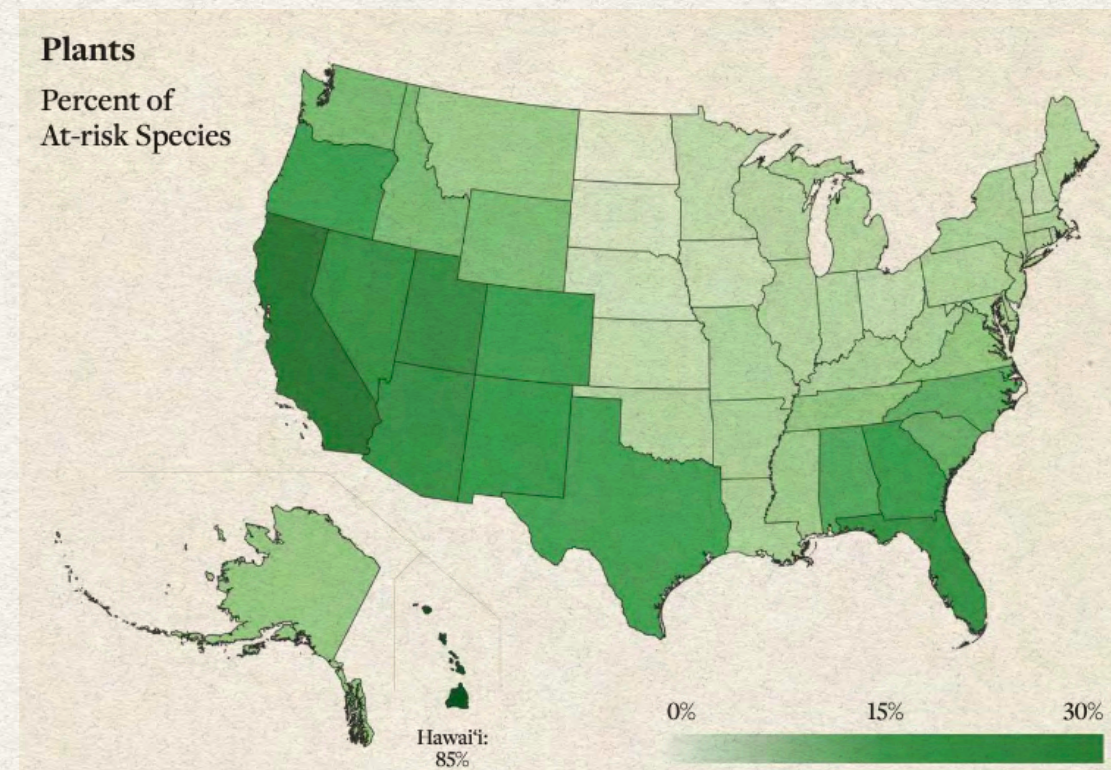 Plants
Percent of
At-risk Species
0%
15%
30%
Hawaiʻi:
85%